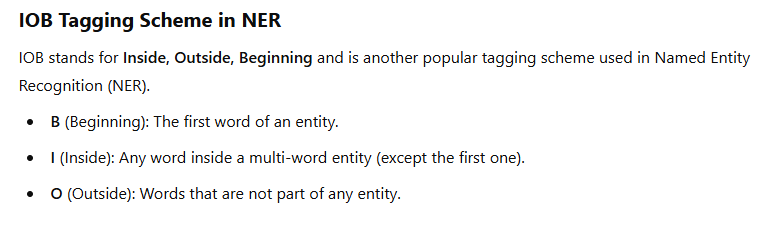 IOB Tagging Scheme in NER
IOB stands for Inside, Outside, Beginning and is another popular tagging scheme used in Named Entity
Recognition (NER).
• B (Beginning): The first word of an entity.
• I (Inside): Any word inside a multi-word entity (except the first one).
• O (Outside): Words that are not part of any entity.